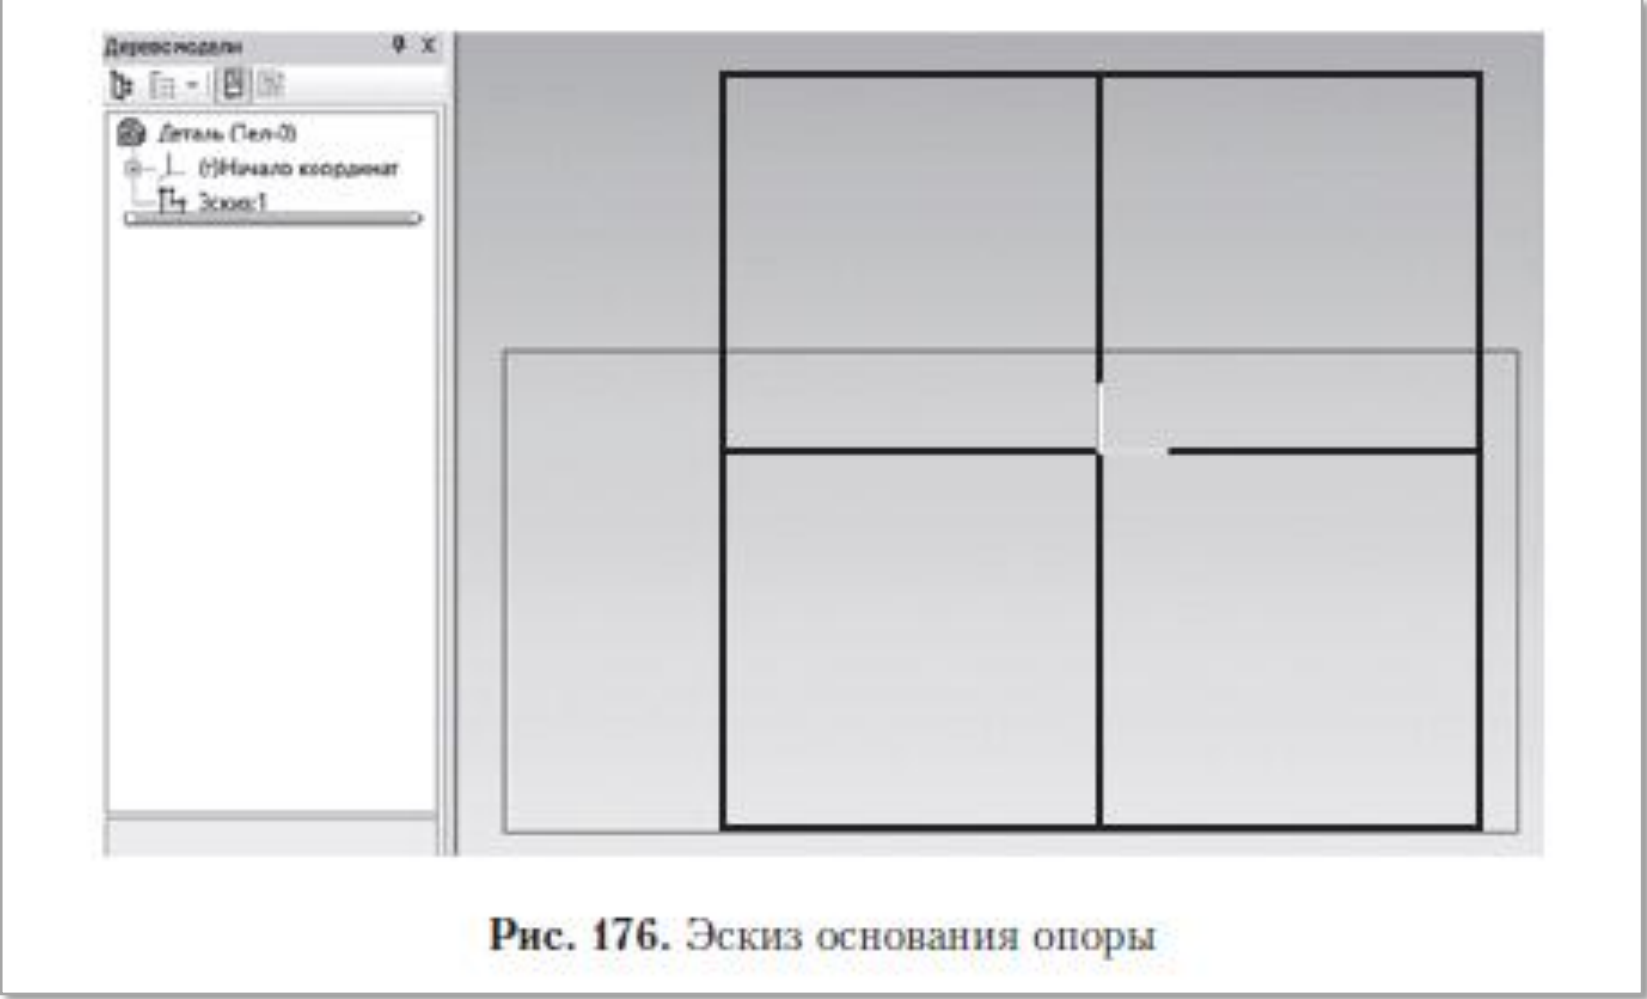 Дерево модели
Деталь (Тел-0)
(т)Начало координат
Эскиз:1
Рис. 176. Эскиз основания опоры